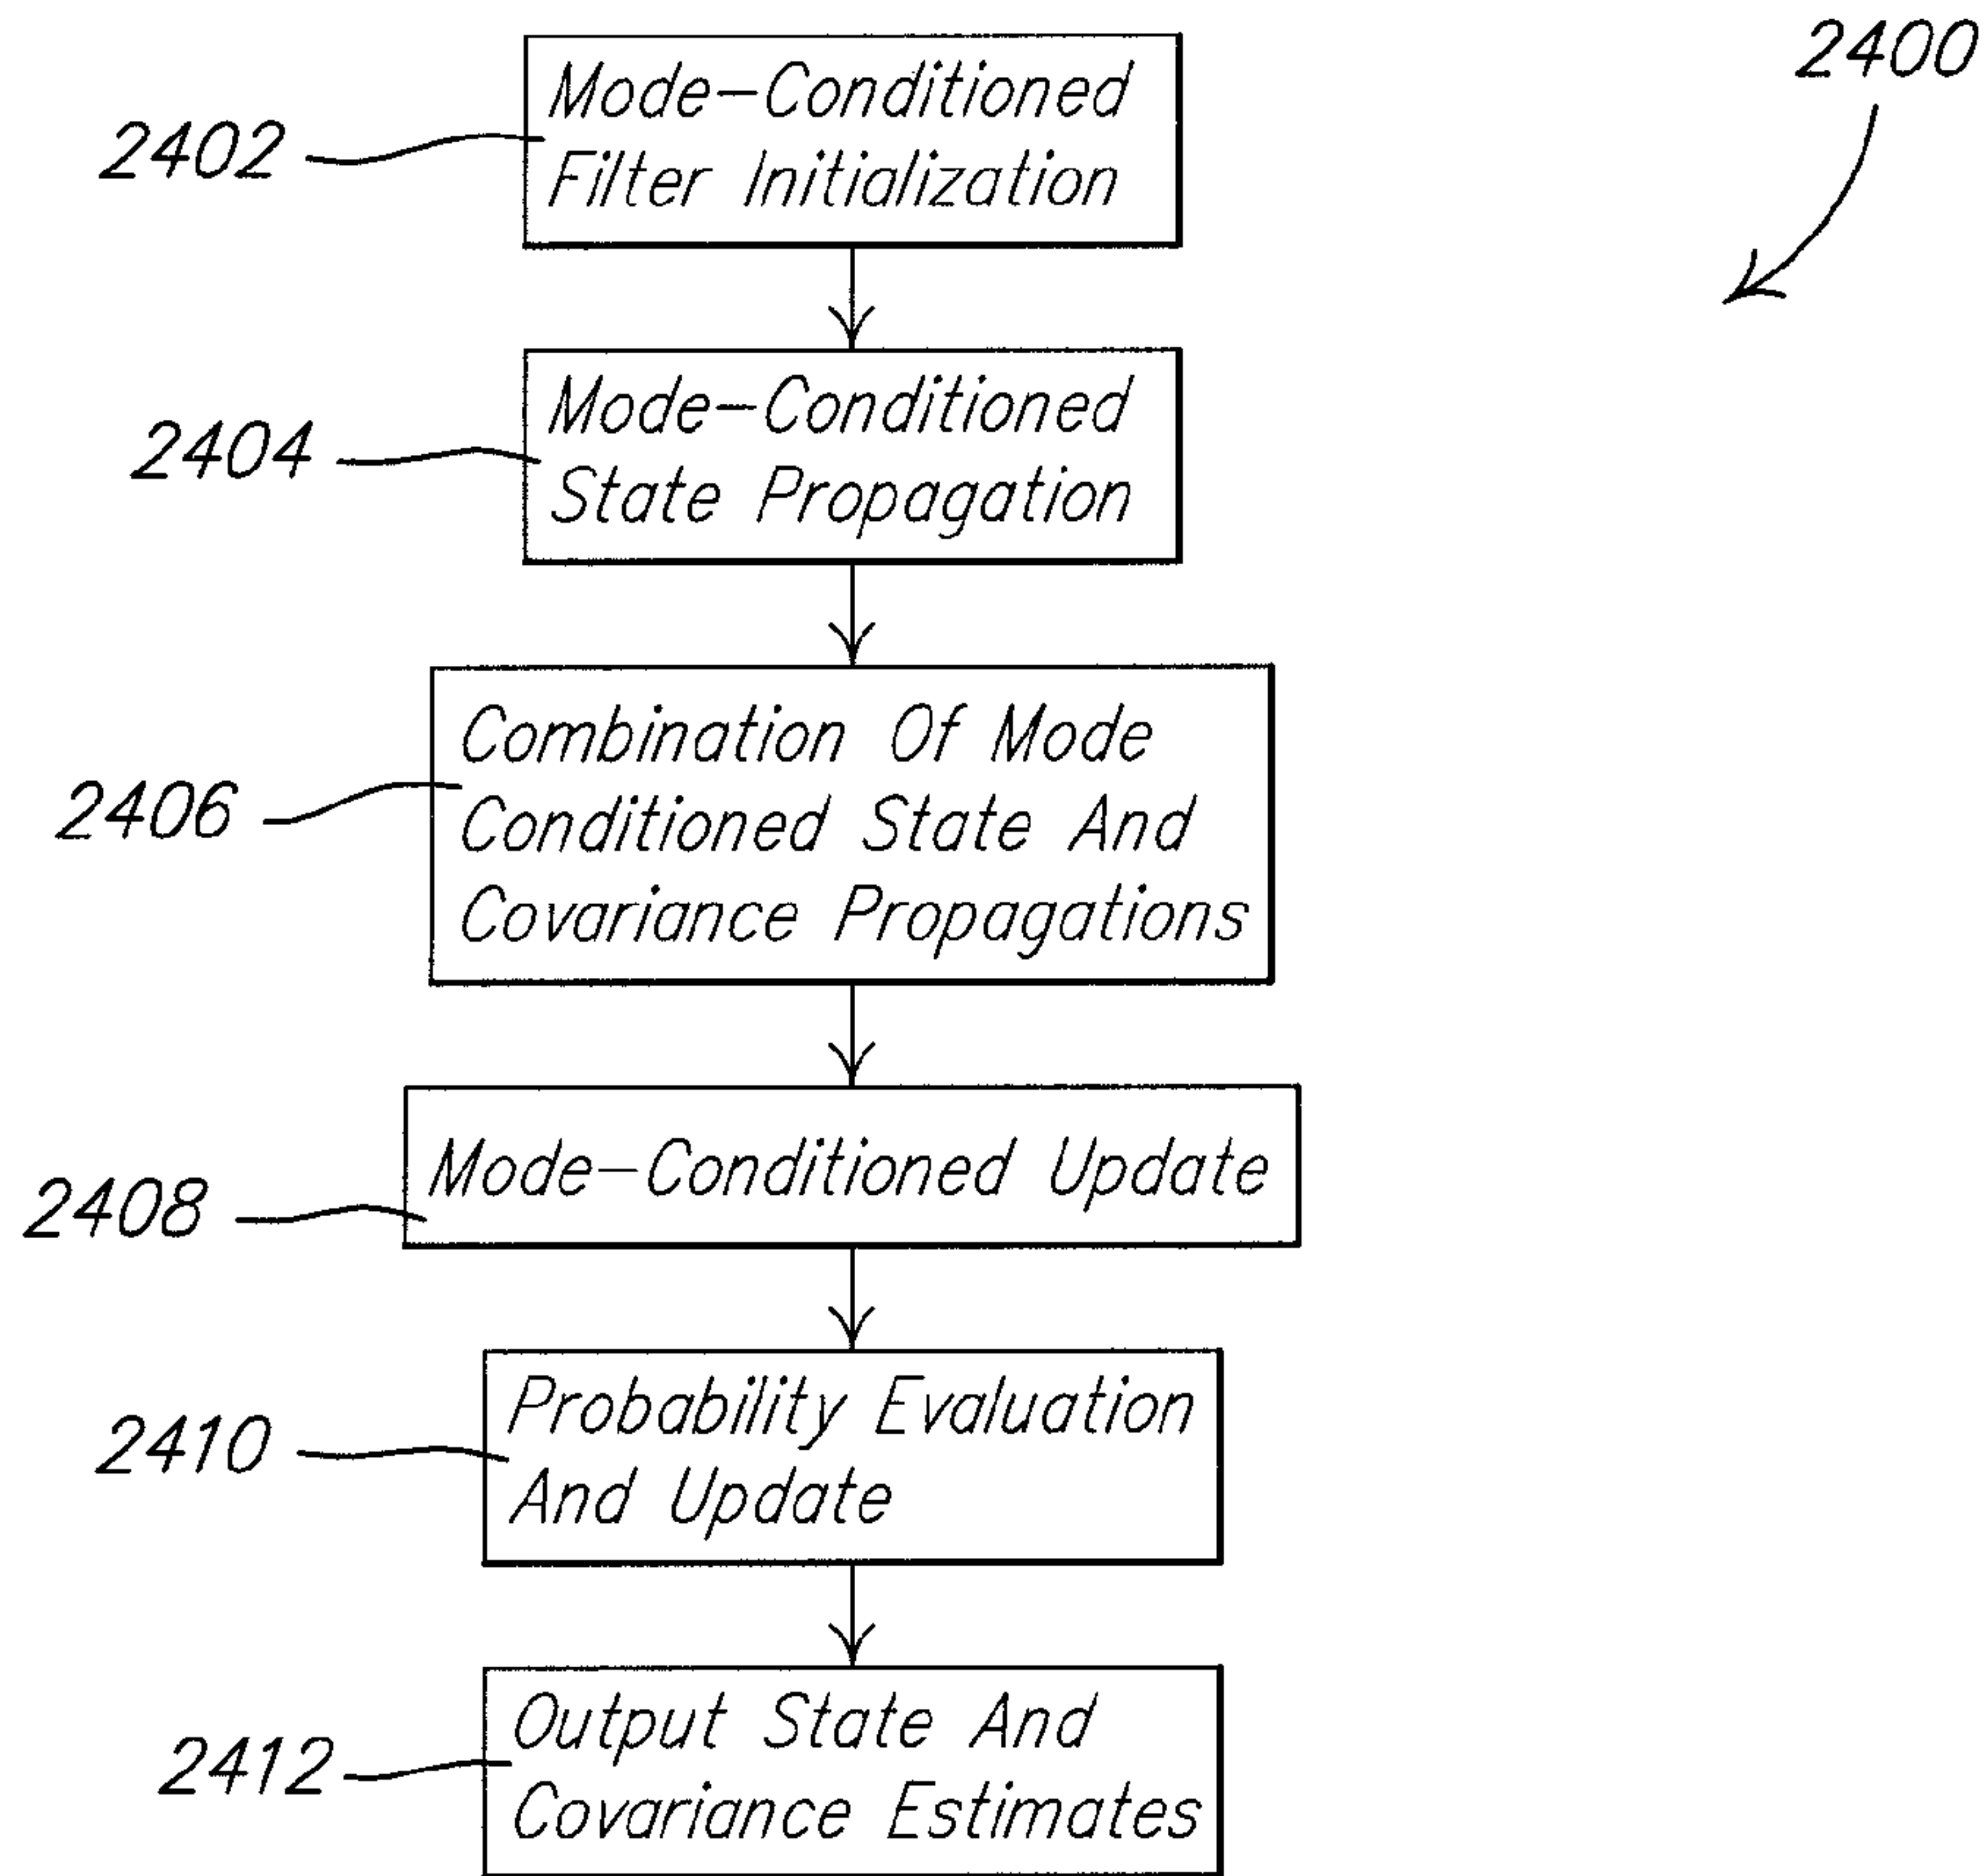 2400
2402
Mode-Conditioned
Filter Initialization
2404
Mode-Conditioned
State Propagation
2406
Combination Of Mode
Conditioned State And
Covariance Propagations
2408
Mode-Conditioned Update
2410
Probability Evaluation
And Update
2412
Output State And
Covariance Estimates